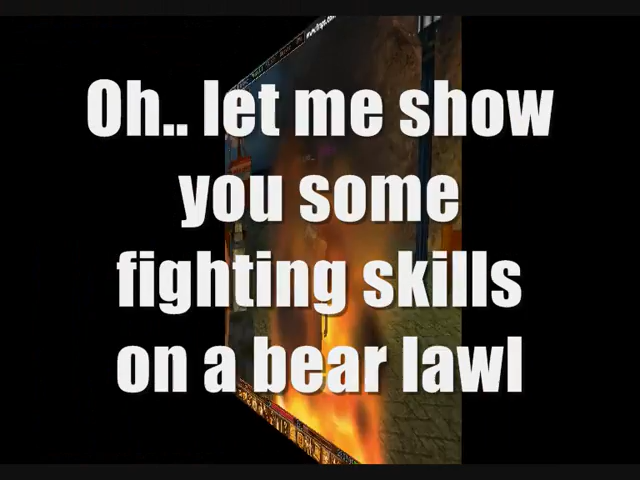 Oh.. let me show
you some
fighting skills
on a bear lawl